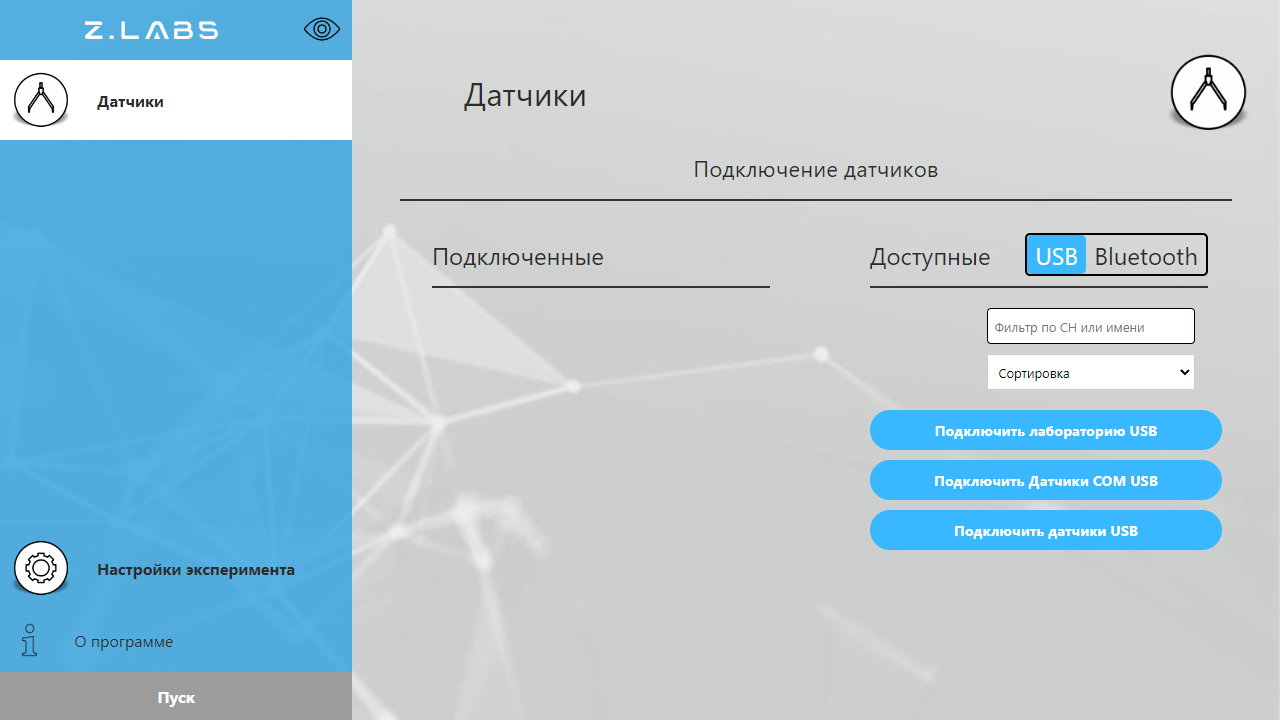 Z.LABS
Датчики
Настройки эксперимента
О программе
Пуск
Датчики
Подключение датчиков
Подключенные
Доступные
USB Bluetooth
Фильтр по СН или имени
Сортировка
Подключить лабораторию USB
Подключить Датчики COM USB
Подключить датчики USB